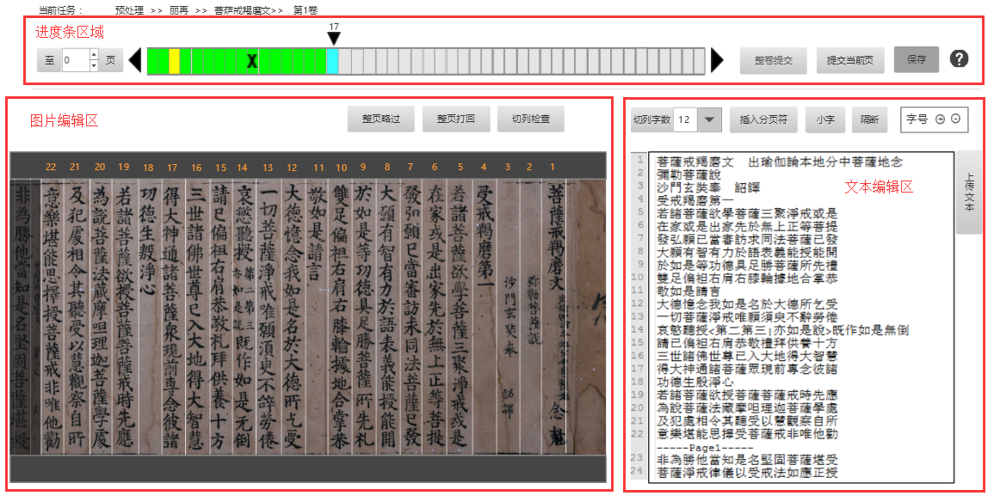 当前任务： 预处理 >> 丽再 >> 菩萨戒羯磨文>> 第1卷
进度条区域
17
至 0 页
X
整卷提交 提交当前页 保存 ?
图片编辑区
整页略过 整页打回 切列检查
22 21 20 19 18 17 16 15 14 13 12 11 10 9 8 7 6 5 4 3 2 1
菩薩戒羯磨文
弥勒菩薩説
沙門玄奘奉 詔譯
受戒羯磨第一
若諸菩薩欲學菩薩三聚淨戒或是
在家或是出家先於無上正等菩提
發弘願已當審訪求同法菩薩已發
大願有智有力於語表義能授能開
於如是等功德具足勝菩薩所先礼
雙足偏袒右肩右膝輪據地合掌恭
敬如是請言
大德憶念我如是名於大德所乞受
一切菩薩淨戒唯願須臾不辞勞倦
哀愍聽授第二第三亦如是說既作如是无倒
請已偏袒右肩恭敬礼拜供養十方
三世諸佛世尊已入大地得大智慧
得大神通諸菩薩衆現前専念彼諸
功德生殷淨心
若諸菩薩欲授菩薩菩薩戒時先應
為說菩薩法藏摩呾理迦菩薩學處
及犯處相令其聽受以慧觀察自所
意樂堪能思擇受菩薩戒非唯他勸
非為勝他當知是名堅固菩薩堪受
切列字数 12 插入分页符 小字 隔断 字号
文本编辑区
上传文本
1 菩薩戒羯磨文 出瑜伽論本地分中菩薩地念
2 彌勒菩薩說
3 沙門玄奘奉 詔譯
4 受戒羯磨第一
5 若諸菩薩欲學菩薩三聚淨戒或是
6 在家或是出家先於無上正等菩提
7 發弘願已當審訪求同法菩薩已發
8 大願有智有力於語表義能授能開
9 於如是等功德具足勝菩薩所先禮
10 雙足偏袒右肩右膝輪據地合掌恭
11 敬如是請言
12 大德憶念我如是名於大德所乞受
13 一切菩薩淨戒唯願須臾不辭勞倦
14 哀愍聽授<第二第三|亦如是說>既作如是無倒
15 請已偏袒右肩恭敬禮拜供養十方
16 三世諸佛世尊已入大地得大智慧
17 得大神通諸菩薩眾現前專念彼諸
18 功德生殷淨心
19 若諸菩薩欲授菩薩菩薩戒時先應
20 為說菩薩法藏摩呾理迦菩薩學處
21 及犯處相令其聽受以慧觀察自所
22 意樂堪能思擇受菩薩戒非唯他勸
-----Page1-----
23 非為勝他當知是名堅固菩薩堪受
24 菩薩淨戒律儀以受戒法如應正授